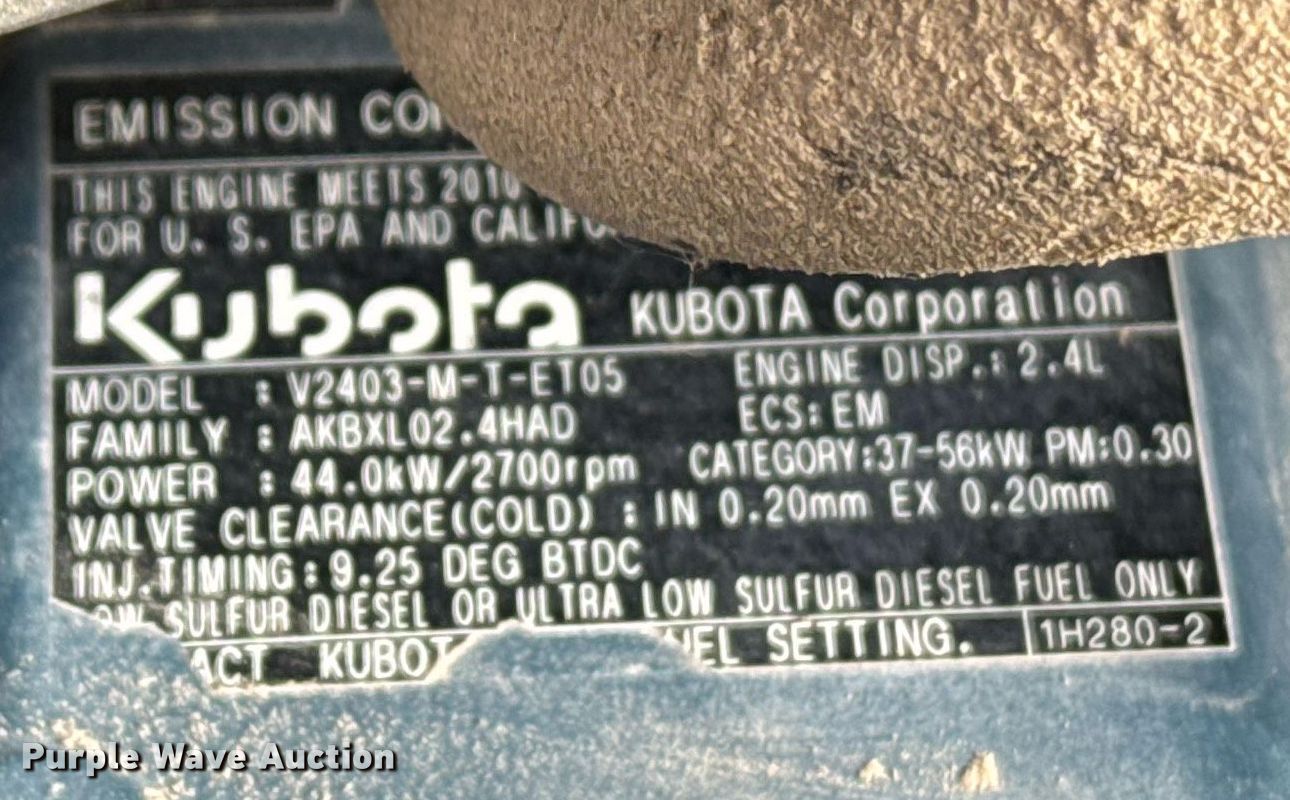 EMISSION CO
THIS ENGINE MEETS 2010
FOR U. S. EPA AND CALIFO
Kubota KUBOTA Corporation
MODEL : V2403-M-T-ET05 ENGINE DISP.: 2.4L
FAMILY : AKBXL02.4HAD ECS: EM
POWER : 44.0kW/2700rpm CATEGORY:37-56kW PM:0.30
VALVE CLEARANCE(COLD) : IN 0.20mm EX 0.20mm
INJ.TIMING: 9.25 DEG BTDC
OW SULFUR DIESEL OR ULTRA LOW SULFUR DIESEL FUEL ONLY
ACT KUBOT EL SETTING. 1H280-2
Purple Wave Auction